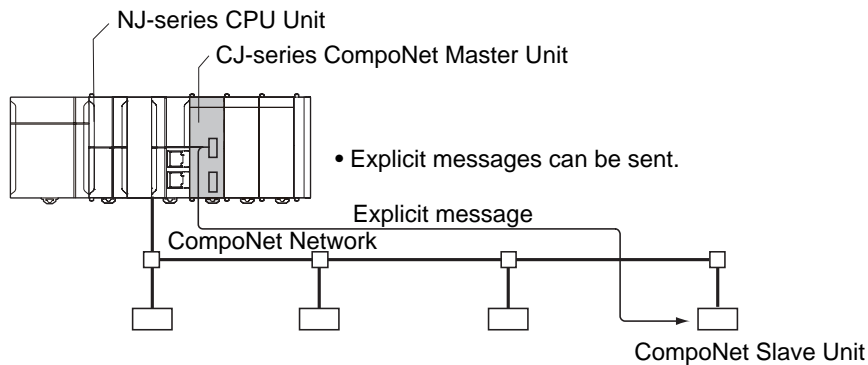 NJ-series CPU Unit
CJ-series CompoNet Master Unit
• Explicit messages can be sent.
Explicit message
CompoNet Network
CompoNet Slave Unit